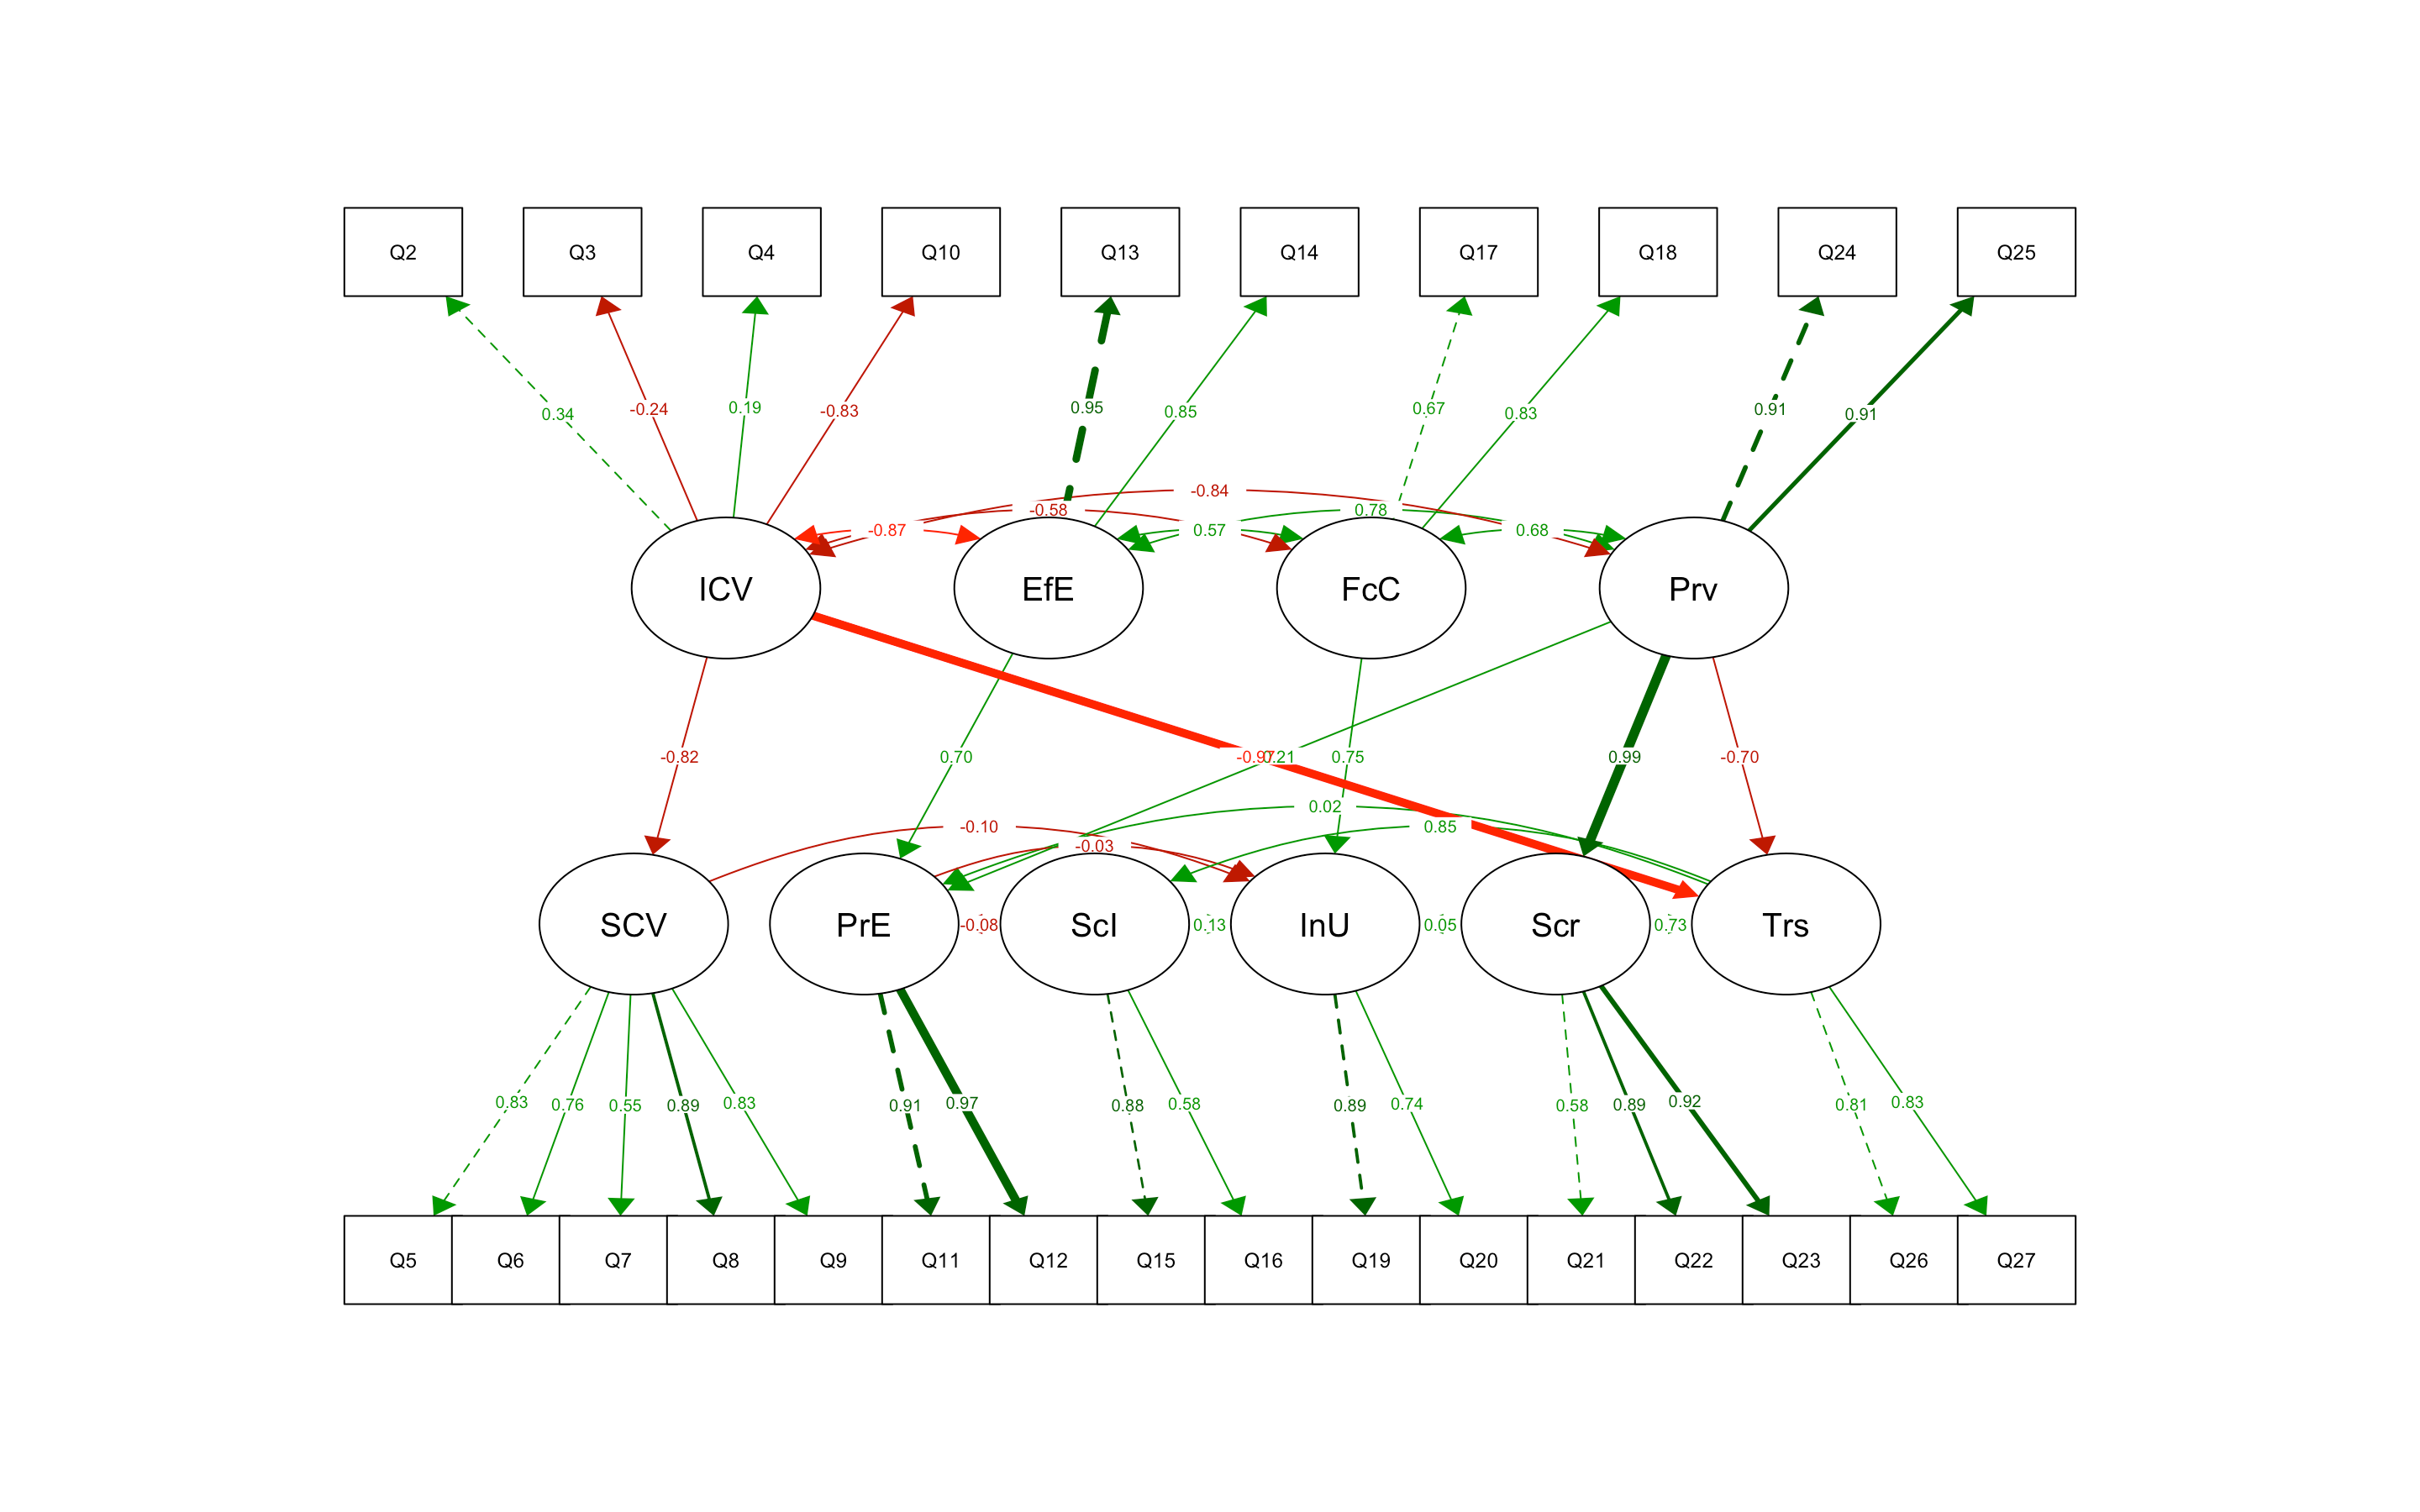 Q2 Q3 Q4 Q10 Q13 Q14 Q17 Q18 Q24 Q25
0.34 -0.24 0.19 -0.83 0.95 0.85 0.67 0.83 0.91 0.91
-0.84
-0.58 0.78
-0.87 0.57 0.68
ICV EfE FcC Prv
-0.82 0.70 -0.97 0.21 0.75 0.99 -0.70
0.02
-0.10 0.85
-0.03
SCV PrE ScI InU Scr Trs
-0.08 0.13 0.05 0.73
0.83 0.76 0.55 0.89 0.83 0.91 0.97 0.88 0.58 0.89 0.74 0.58 0.89 0.92 0.81 0.83
Q5 Q6 Q7 Q8 Q9 Q11 Q12 Q15 Q16 Q19 Q20 Q21 Q22 Q23 Q26 Q27